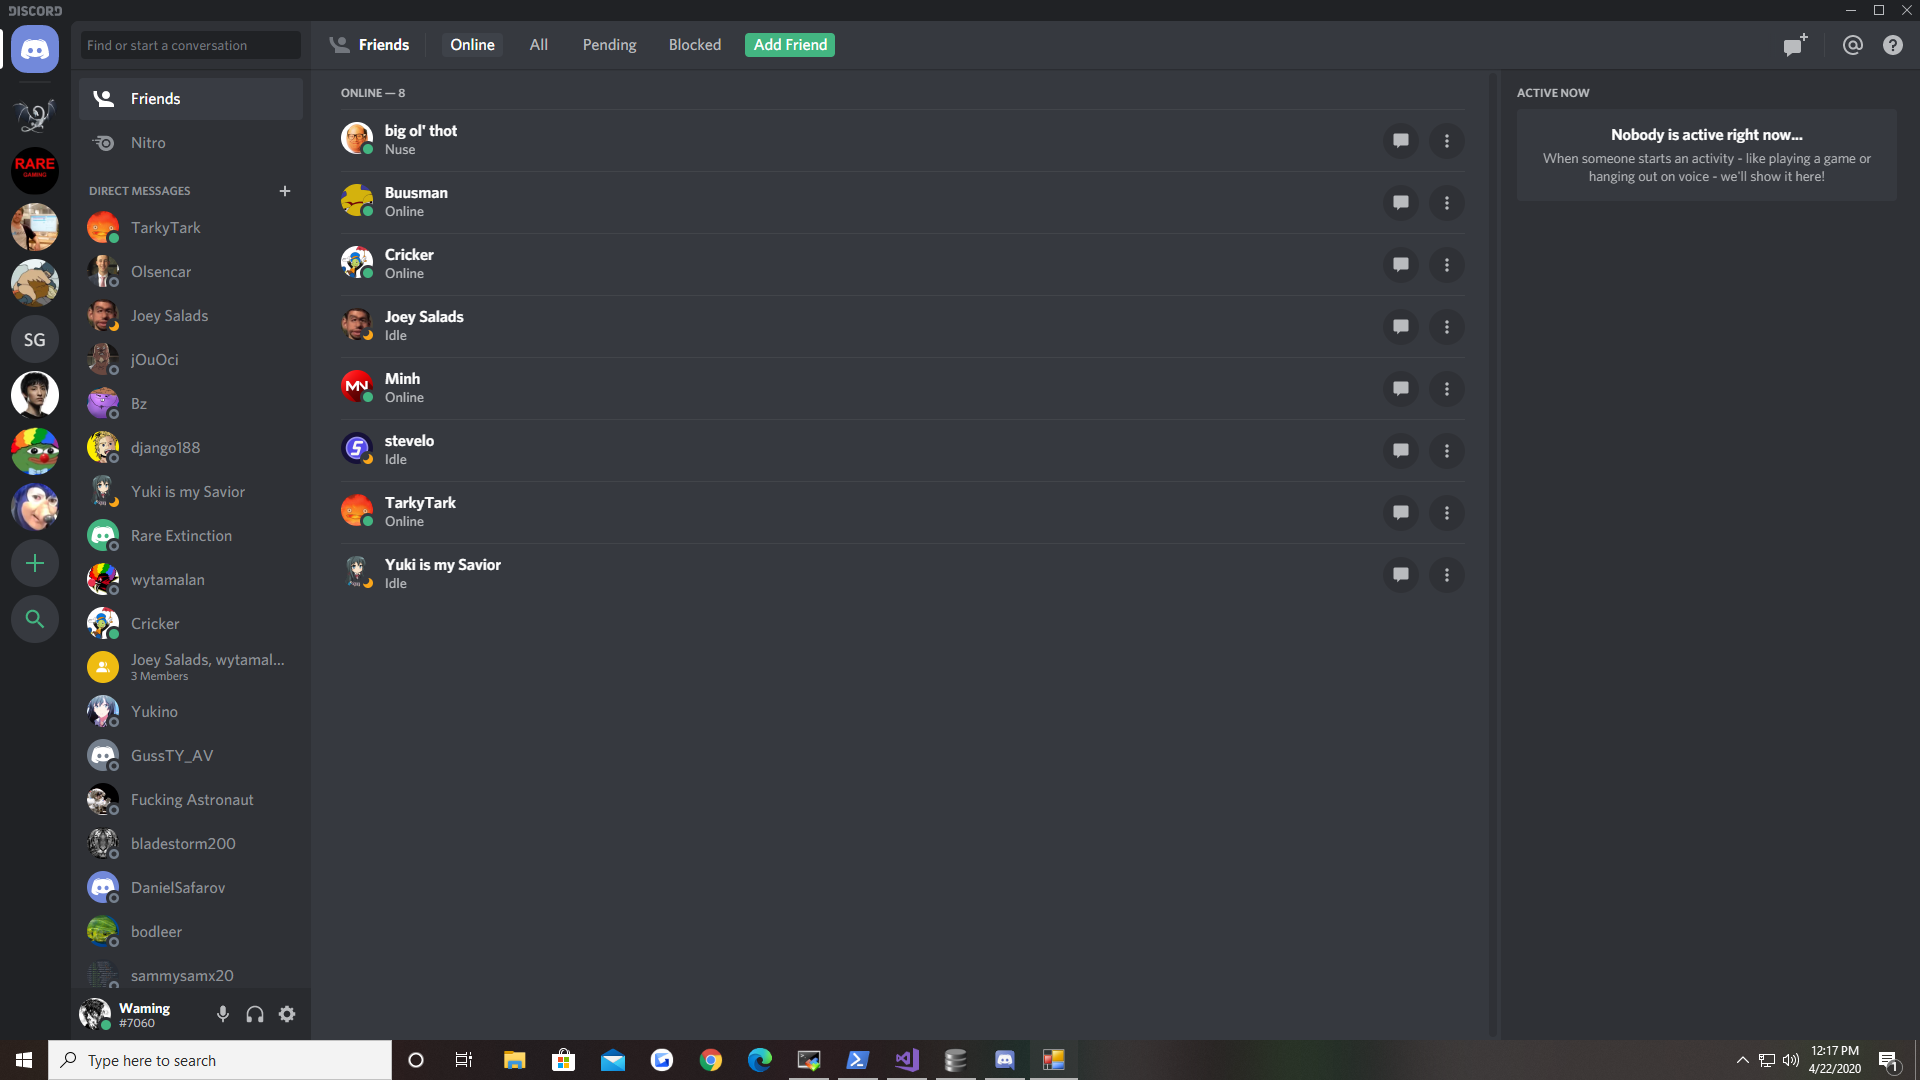 DISCORD
Find or start a conversation
Friends
Online
All
Pending
Blocked
Add Friend
RARE
GAMING
SG
Friends
Nitro
DIRECT MESSAGES
TarkyTark
Olsencar
Joey Salads
jOuOci
Bz
django188
Yuki is my Savior
Rare Extinction
wytamalan
Cricker
Joey Salads, wytamal...
3 Members
Yukino
GussTY_AV
Fucking Astronaut
bladestorm200
DanielSafarov
bodleer
sammysamx20
Waming
#7060
ONLINE — 8
big ol' thot
Nuse
Buusman
Online
Cricker
Online
Joey Salads
Idle
MN
Minh
Online
stevelo
Idle
TarkyTark
Online
Yuki is my Savior
Idle
ACTIVE NOW
Nobody is active right now...
When someone starts an activity - like playing a game or
hanging out on voice - we'll show it here!
Type here to search
12:17 PM
4/22/2020
1